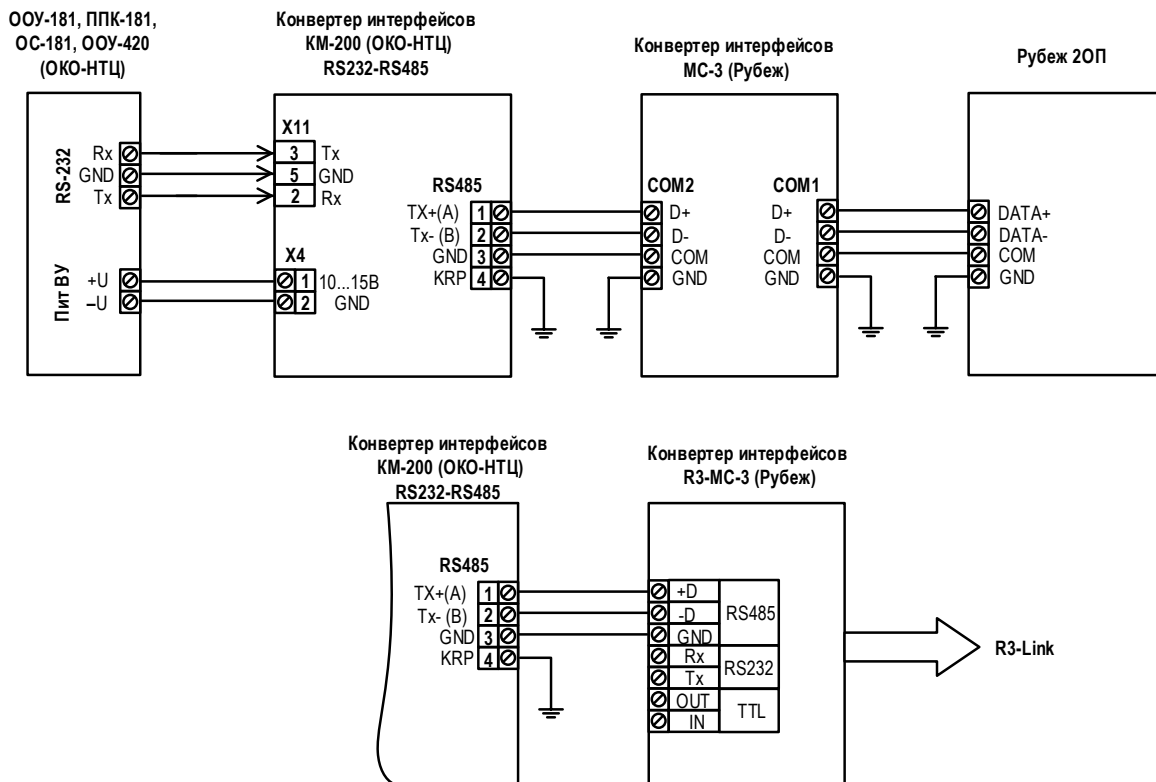 ООУ-181, ППК-181,
ОС-181, ООУ-420
(ОКО-НТЦ)
Конвертер интерфейсов
КМ-200 (ОКО-НТЦ)
RS232-RS485
Конвертер интерфейсов
МС-3 (Рубеж)
Рубеж 2ОП
RS-232
Rx
GND
Tx
Пит ВУ
+U
–U
X11
3 Tx
5 GND
2 Rx
X4
1 10...15В
2 GND
RS485
TX+(A) 1
Tx- (B) 2
GND 3
KRP 4
COM2
D+
D-
COM
GND
COM1
D+
D-
COM
GND
DATA+
DATA-
COM
GND
Конвертер интерфейсов
КМ-200 (ОКО-НТЦ)
RS232-RS485
RS485
TX+(A) 1
Tx- (B) 2
GND 3
KRP 4
Конвертер интерфейсов
R3-МС-3 (Рубеж)
+D
-D
GND
RS485
Rx
Tx
RS232
OUT
IN
TTL
R3-Link